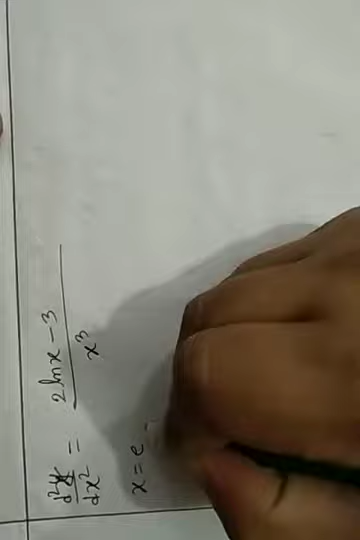 d²y/dx² = (2lnx - 3)/x³
x = e